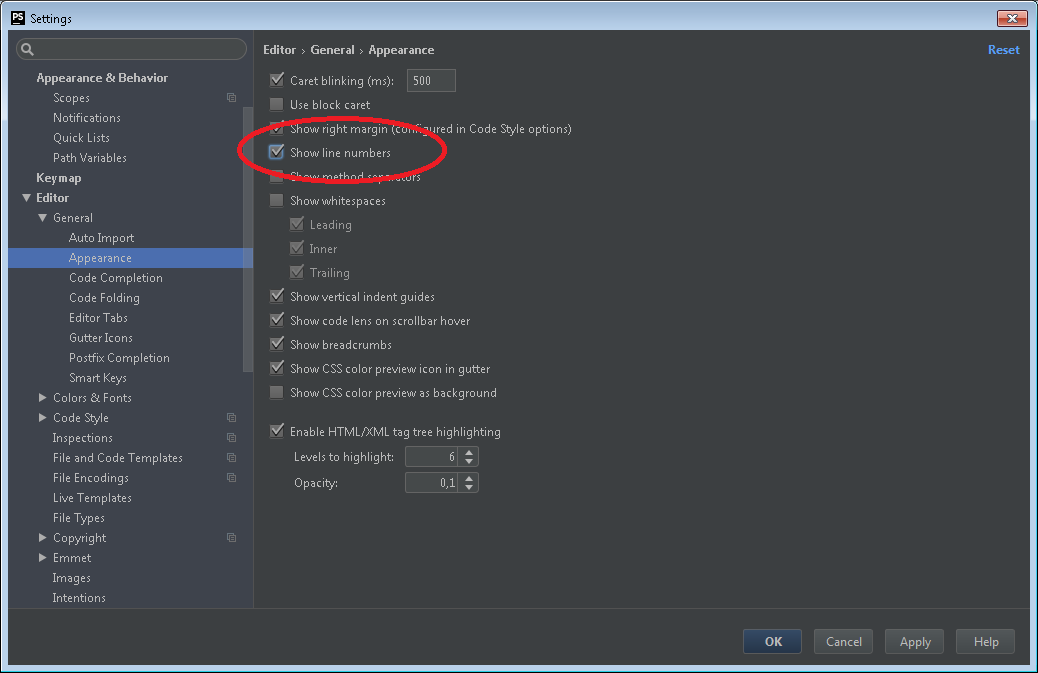 PS Settings
Editor › General › Appearance
Reset
Appearance & Behavior
Scopes
Notifications
Quick Lists
Path Variables
Keymap
Editor
General
Auto Import
Appearance
Code Completion
Code Folding
Editor Tabs
Gutter Icons
Postfix Completion
Smart Keys
Colors & Fonts
Code Style
Inspections
File and Code Templates
File Encodings
Live Templates
File Types
Copyright
Emmet
Images
Intentions
Caret blinking (ms): 500
Use block caret
Show right margin (configured in Code Style options)
Show line numbers
Show method separators
Show whitespaces
Leading
Inner
Trailing
Show vertical indent guides
Show code lens on scrollbar hover
Show breadcrumbs
Show CSS color preview icon in gutter
Show CSS color preview as background
Enable HTML/XML tag tree highlighting
Levels to highlight: 6
Opacity: 0,1
OK Cancel Apply Help